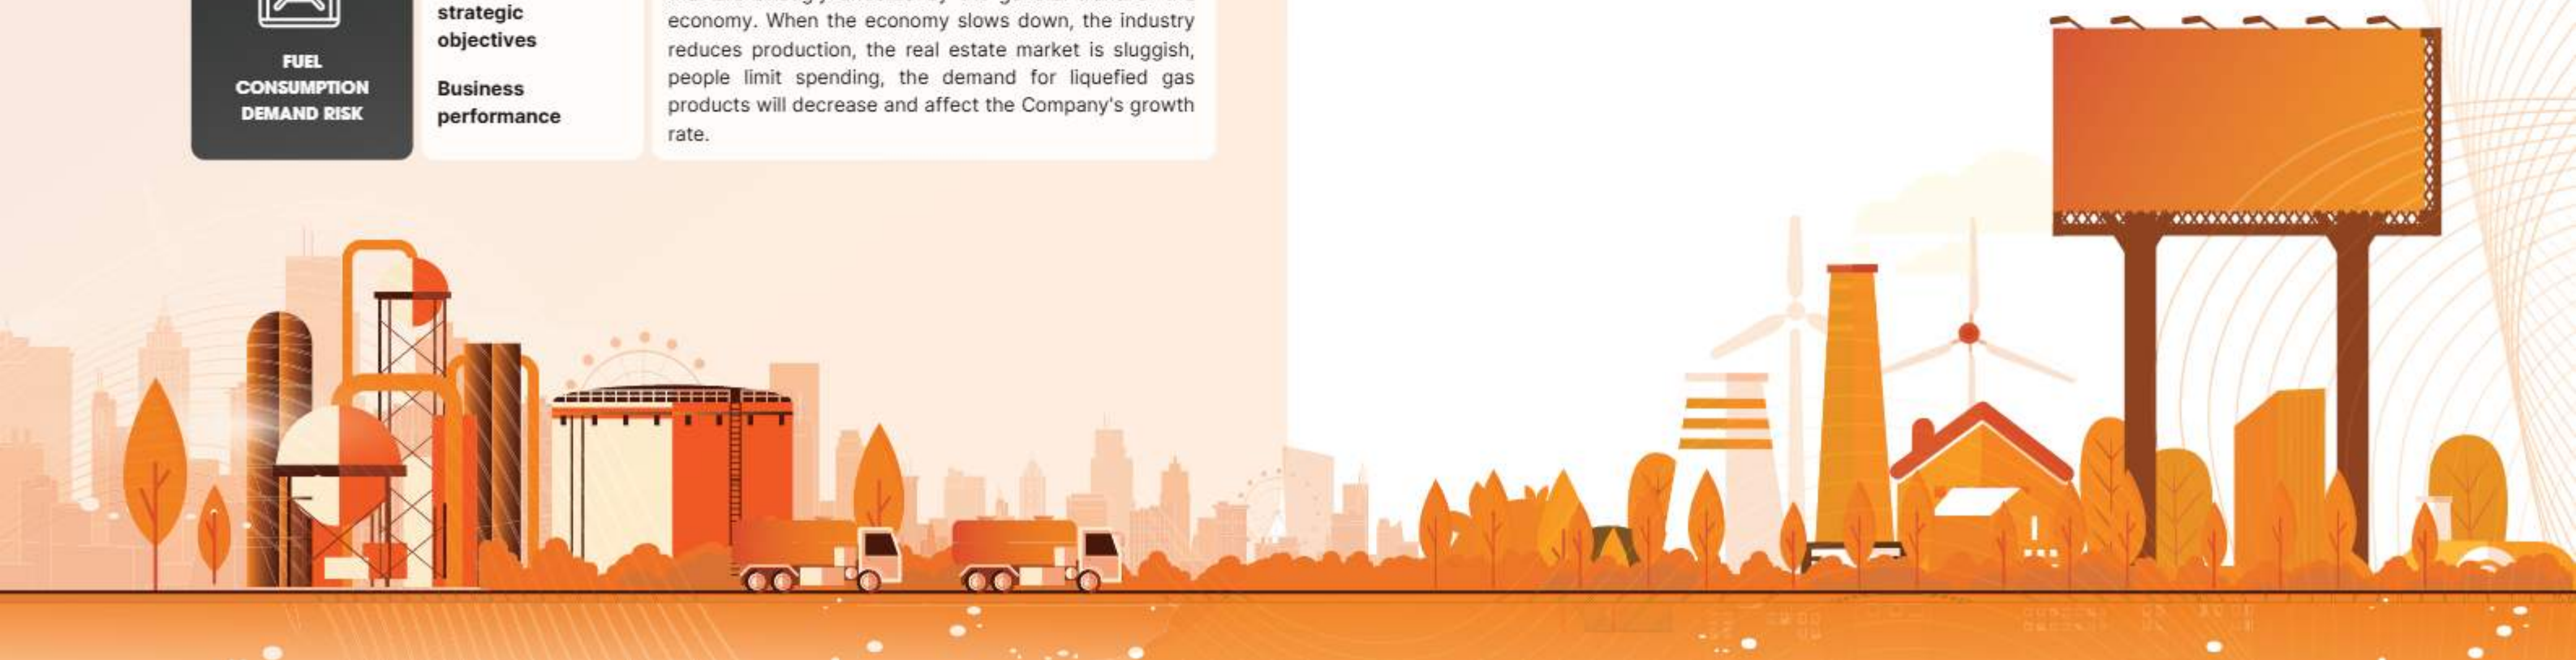 FUEL
CONSUMPTION
DEMAND RISK
strategic
objectives
Business
performance
economy. When the economy slows down, the industry
reduces production, the real estate market is sluggish,
people limit spending, the demand for liquefied gas
products will decrease and affect the Company's growth
rate.